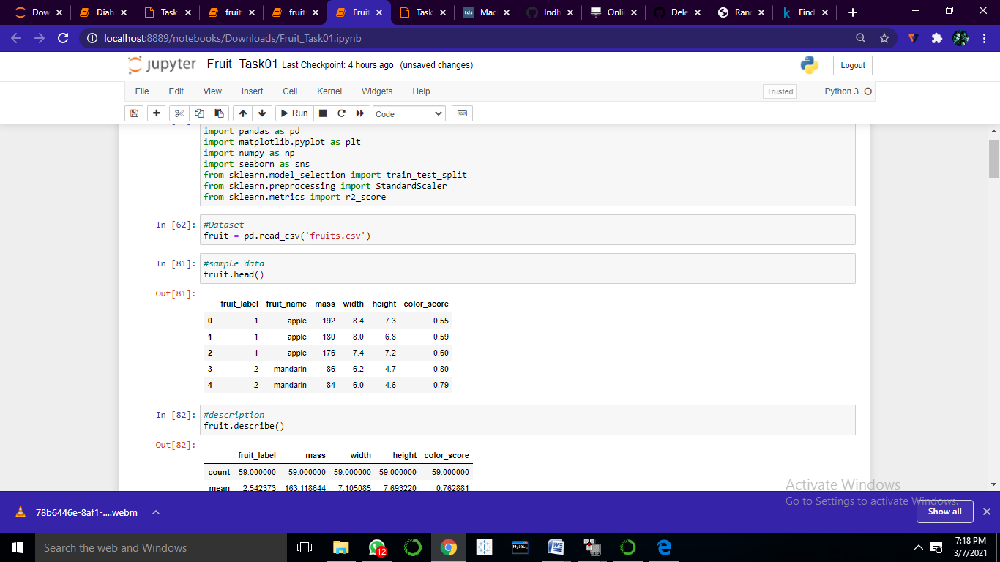 Dow
Diab
Task
fruit
fruit
Fruit
Task
tds
Mac
Indh
Onli
Dele
Ran
k
Find
localhost:8889/notebooks/Downloads/Fruit_Task01.ipynb
jupyter Fruit_Task01 Last Checkpoint: 4 hours ago (unsaved changes)
Logout
File Edit View Insert Cell Kernel Widgets Help
Trusted
Python 3
Run
Code
import pandas as pd
import matplotlib.pyplot as plt
import numpy as np
import seaborn as sns
from sklearn.model_selection import train_test_split
from sklearn.preprocessing import StandardScaler
from sklearn.metrics import r2_score
In [62]: #Dataset
fruit = pd.read_csv('fruits.csv')
In [81]: #sample data
fruit.head()
Out[81]:
fruit_label fruit_name mass width height color_score
0 1 apple 192 8.4 7.3 0.55
1 1 apple 180 8.0 6.8 0.59
2 1 apple 176 7.4 7.2 0.60
3 2 mandarin 86 6.2 4.7 0.80
4 2 mandarin 84 6.0 4.6 0.79
In [82]: #description
fruit.describe()
Out[82]:
fruit_label mass width height color_score
count 59.000000 59.000000 59.000000 59.000000 59.000000
mean 2.542373 163.118644 7.105085 7.693220 0.762881
Activate Windows
Go to Settings to activate Windows.
78b6446e-8af1-....webm
Show all
Search the web and Windows
12
MySQL
7:18 PM
3/7/2021